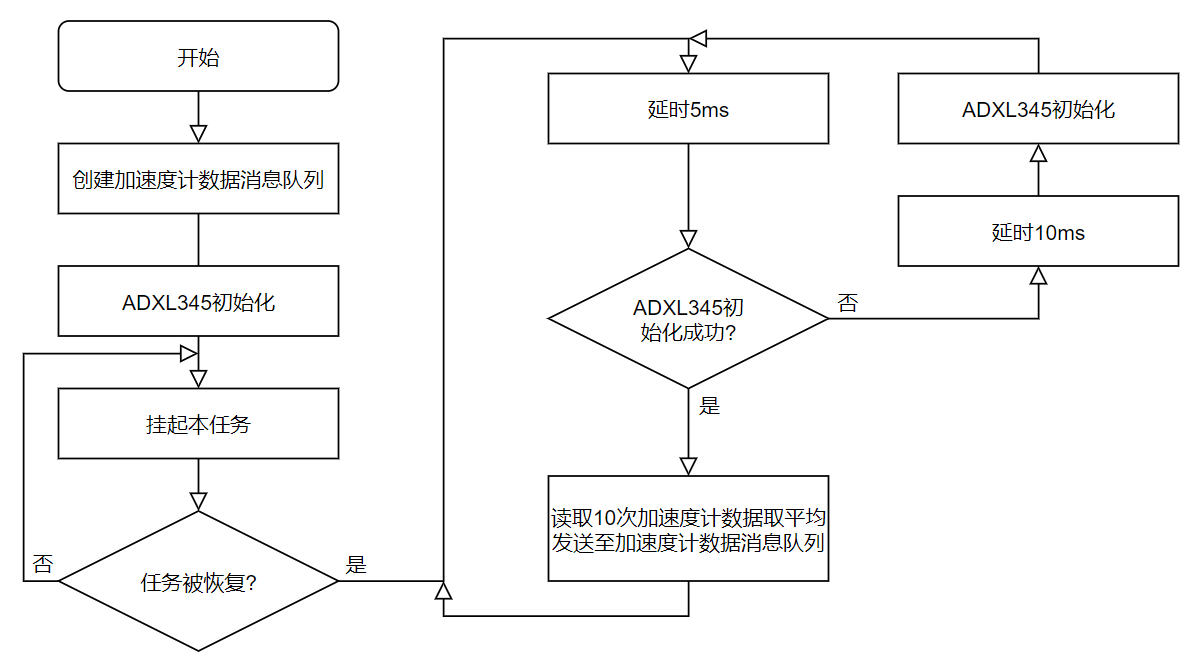 开始
创建加速度计数据消息队列
ADXL345初始化
挂起本任务
任务被恢复?
否
是
延时5ms
ADXL345初
始化成功?
否
是
读取10次加速度计数据取平均
发送至加速度计数据消息队列
ADXL345初始化
延时10ms